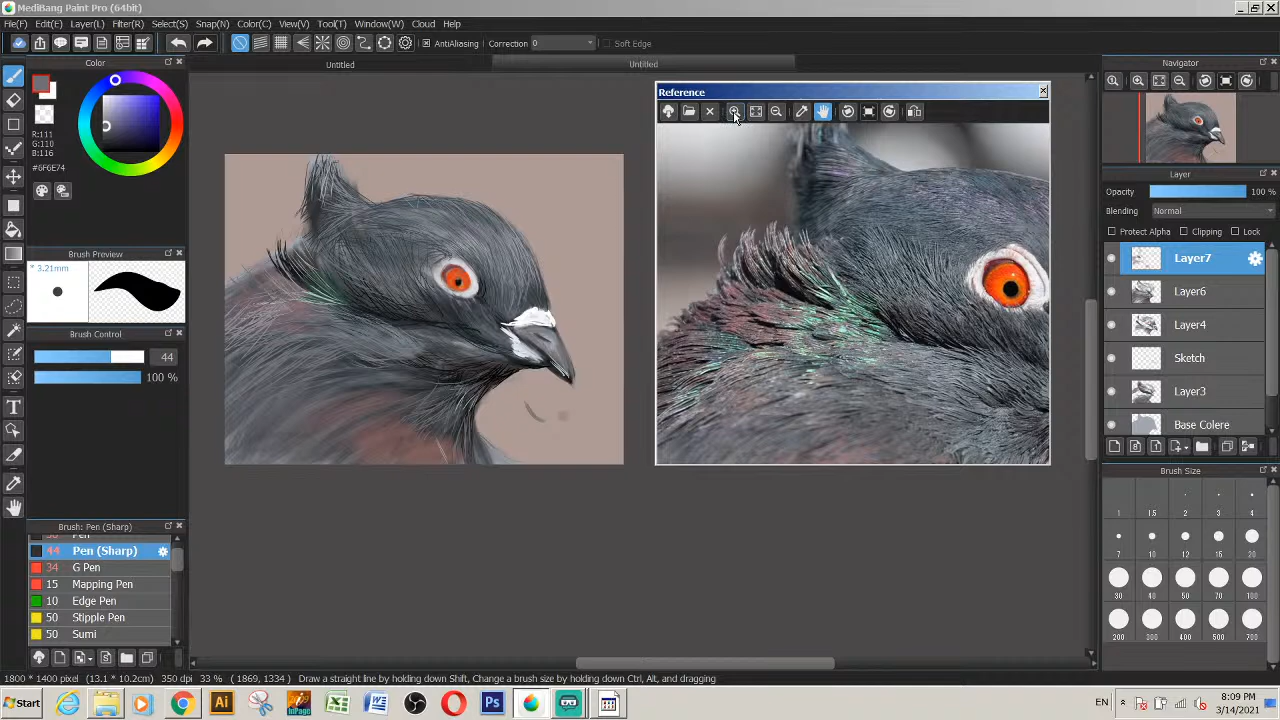 MediBang Paint Pro (64bit)
File(F) Edit(E) Layer(L) Filter(R) Select(S) Snap(N) Color(C) View(V) Tool(T) Window(W) Cloud Help
AntiAliasing Correction 0 Soft Edge
Color
Untitled
Untitled
Navigator
Reference
R:111
G:110
B:116
#6F6E74
Layer
Opacity 100 %
Blending Normal
Protect Alpha Clipping Lock
Layer7
Layer6
Layer4
Sketch
Layer3
Base Colere
Brush Preview
* 3.21mm
Brush Control
44
100 %
Brush: Pen (Sharp)
Pen
44 Pen (Sharp)
34 G Pen
15 Mapping Pen
10 Edge Pen
50 Stipple Pen
50 Sumi
Brush Size
1 1.5 2 3 4
7 10 12 15 20
30 40 50 70 100
200 300 400 500 700
1800 * 1400 pixel (13.1 * 10.2cm) 350 dpi 33 % ( 1869, 1334 ) Draw a straight line by holding down Shift, Change a brush size by holding down Ctrl, Alt, and dragging
Start
Ai
Ps
EN
8:09 PM
3/14/2021